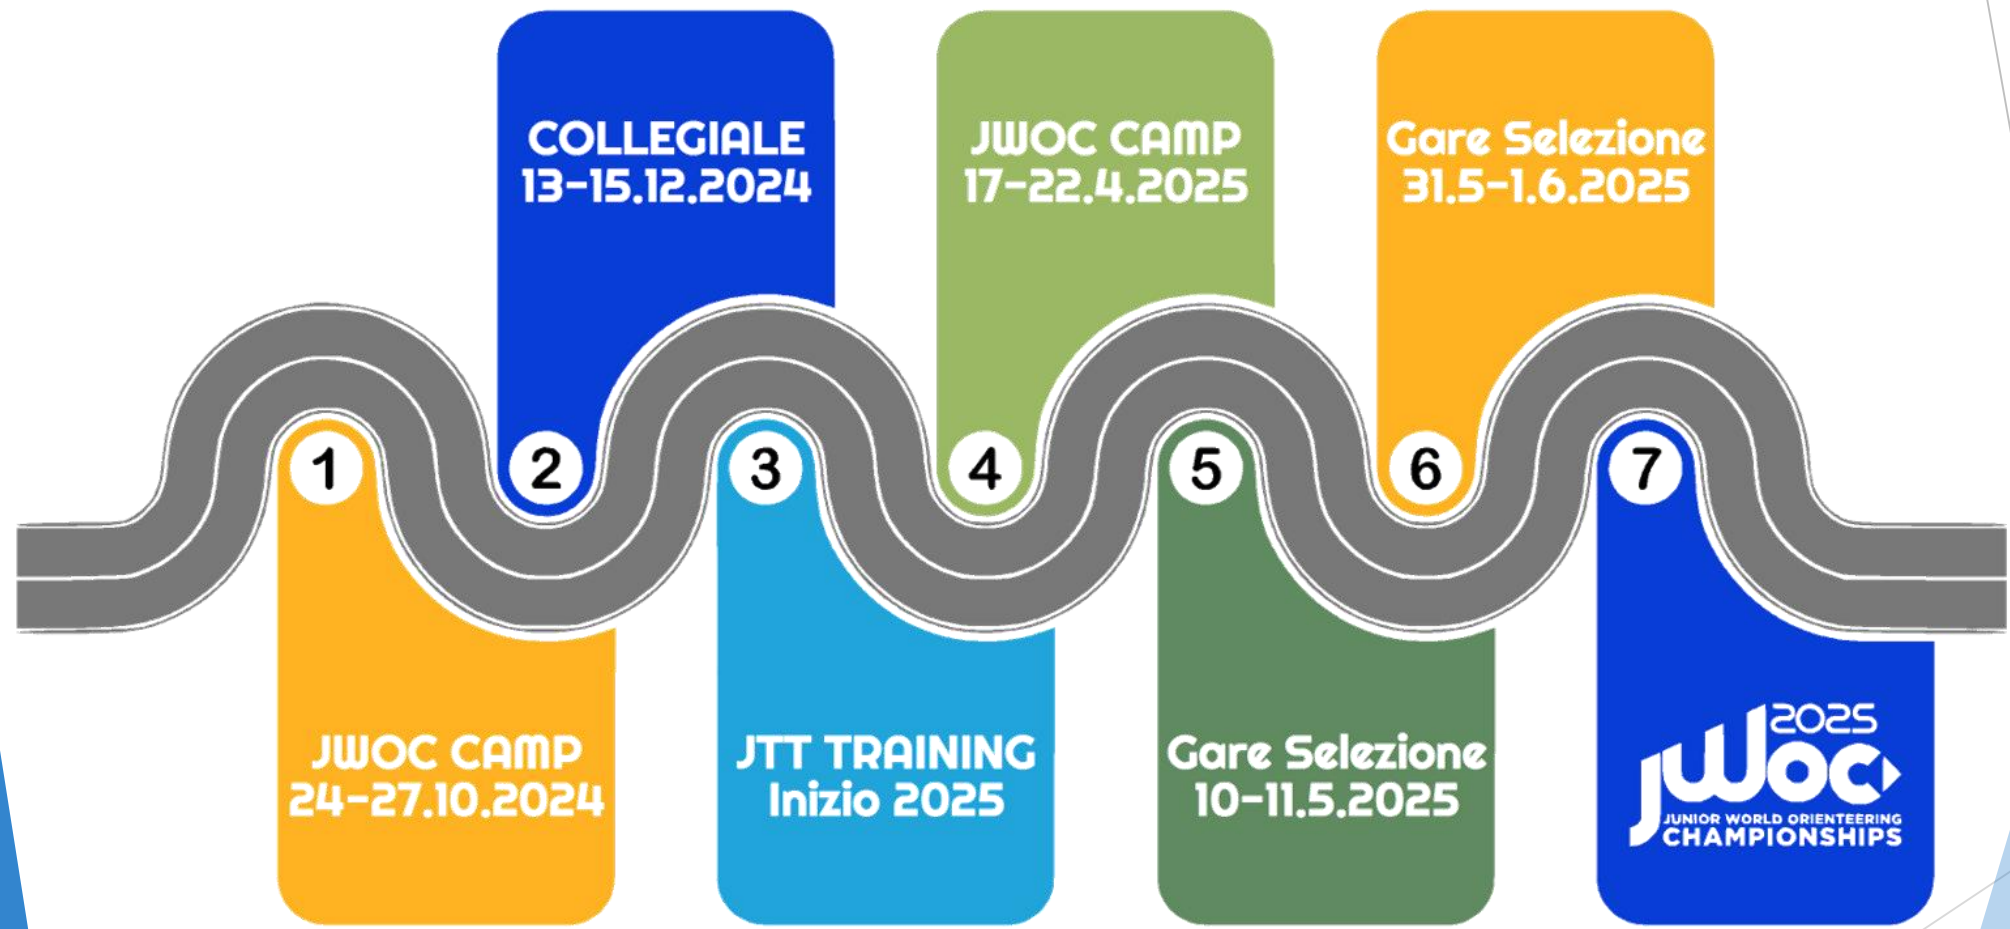 1
JWOC CAMP
24-27.10.2024
2
COLLEGIALE
13-15.12.2024
3
JTT TRAINING
Inizio 2025
4
JWOC CAMP
17-22.4.2025
5
Gare Selezione
10-11.5.2025
6
Gare Selezione
31.5-1.6.2025
7
2025
JWOC
JUNIOR WORLD ORIENTEERING
CHAMPIONSHIPS